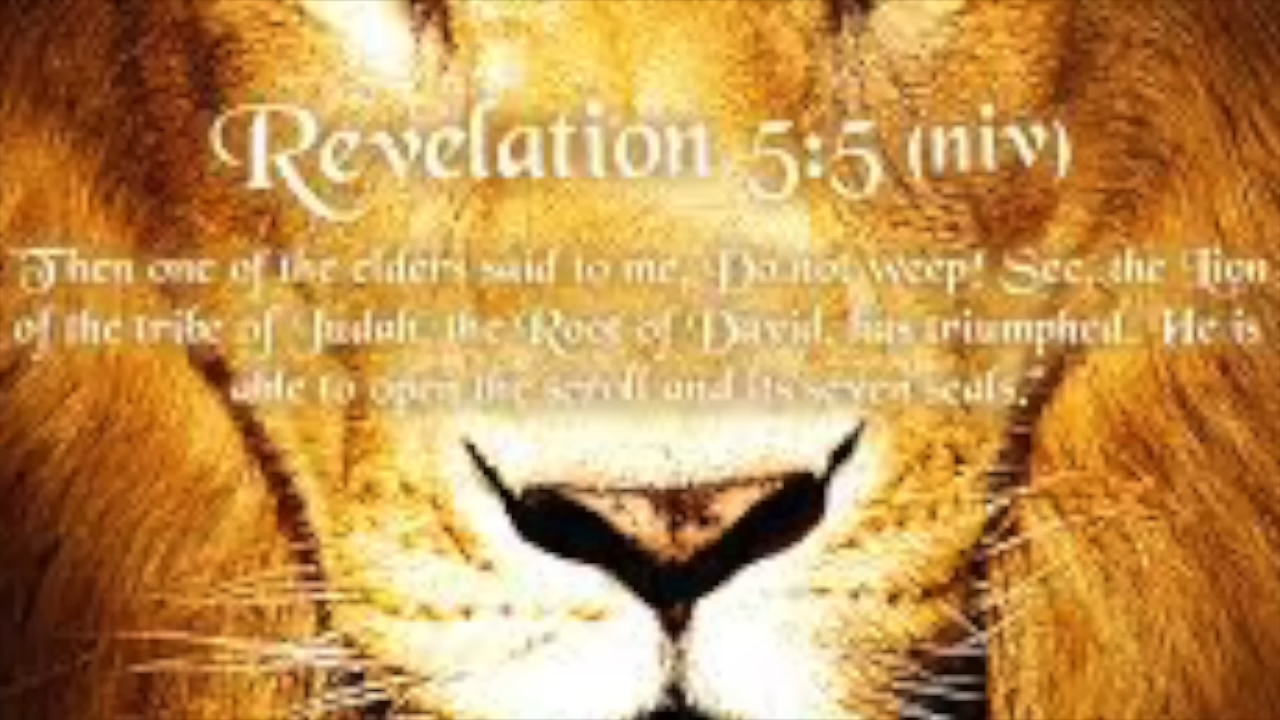 Revelation 5:5 (niv)
Then one of the elders said to me, "Do not weep! See, the Lion
of the tribe of Judah, the Root of David, has triumphed. He is
able to open the scroll and its seven seals."